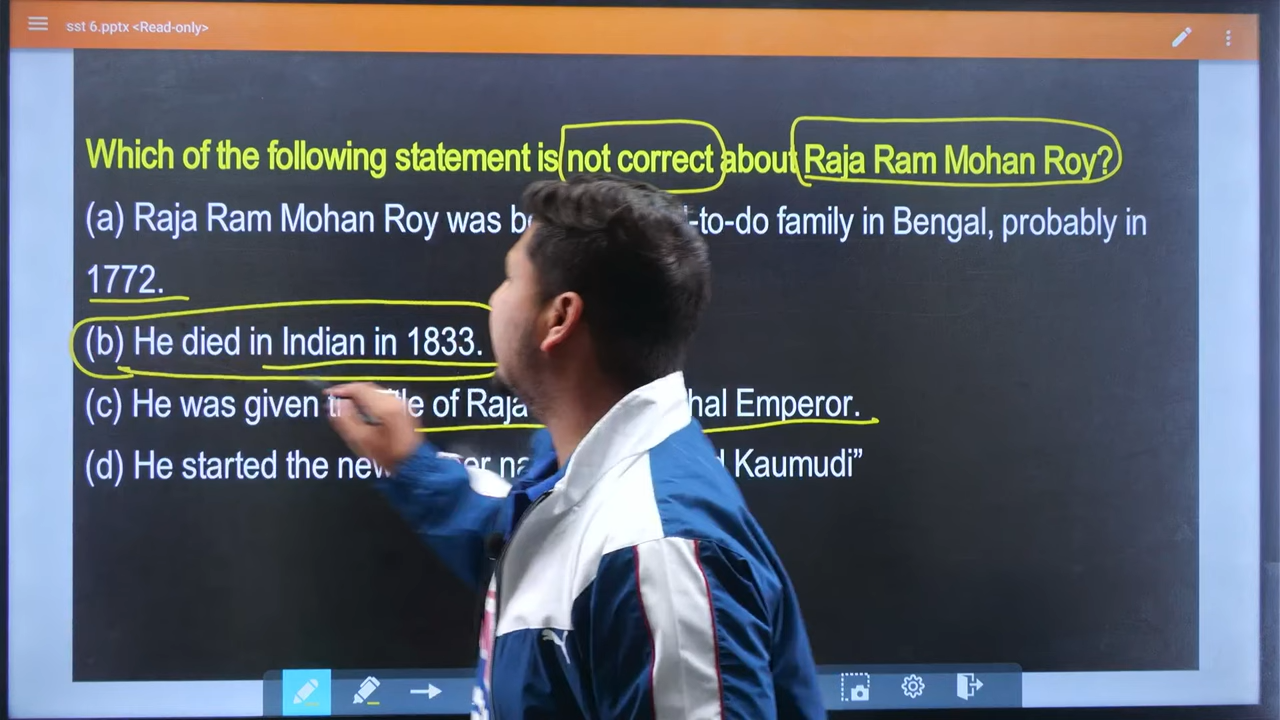 sst 6.pptx <Read-only>
Which of the following statement is not correct about Raja Ram Mohan Roy?
(a) Raja Ram Mohan Roy was -to-do family in Bengal, probably in
1772.
(b) He died in Indian in 1833.
(c) He was given of Raja Emperor.
(d) He started the Kaumudi”